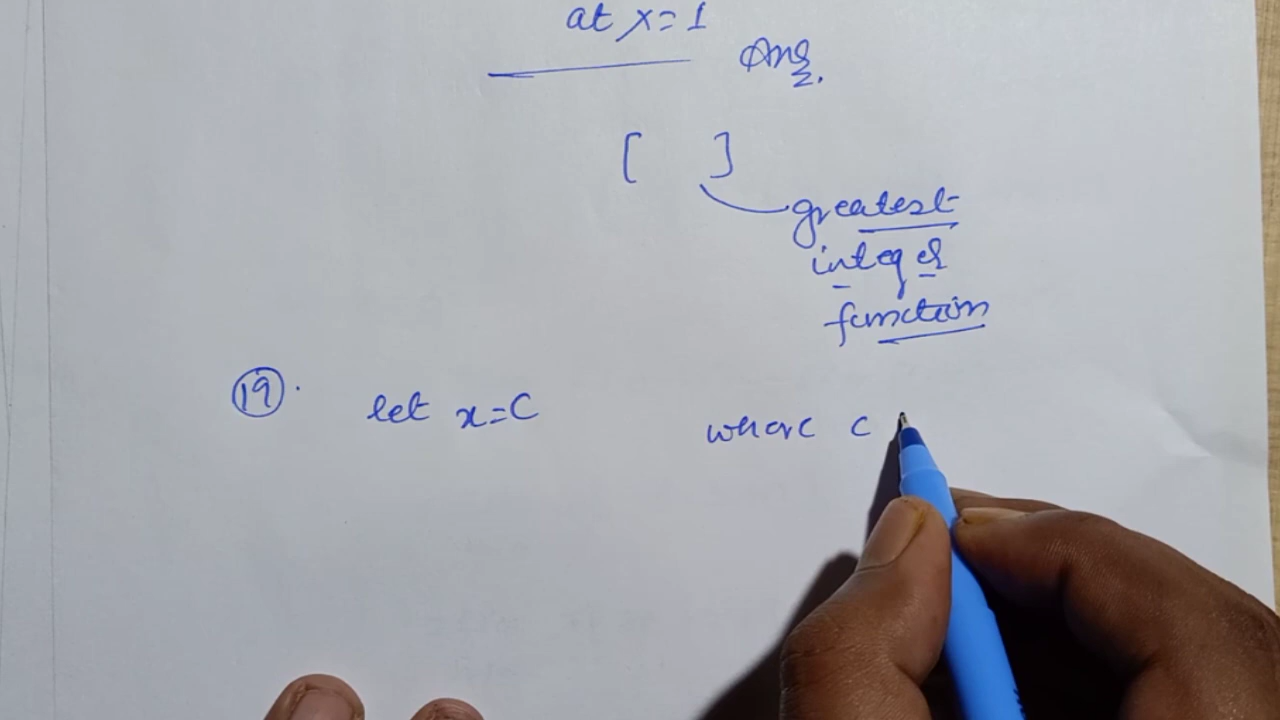 at x=1
Ans.
[ ]
greatest
integer
function
19. let x=C where c